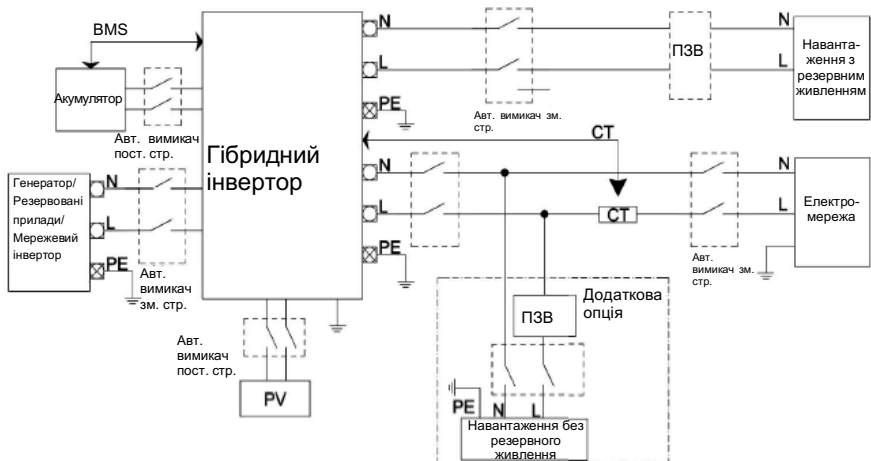 BMS
Акумулятор
Авт. вимикач
пост. стр.
N
L
PE
Гібридний
інвертор
Авт. вимикач зм.
стр.
ПЗВ
N
L
Наванта-
ження з
резервним
живленням
CT
Генератор/
Резервовані
прилади/
Мережевий
інвертор
N
L
PE
Авт.
вимикач
зм. стр.
N
L
PE
CT
N
L
Авт. вимикач зм.
стр.
Електро-
мережа
Авт.
вимикач
пост. стр.
PV
Додаткова
опція
ПЗВ
PE
N
L
Навантаження без
резервного
живлення